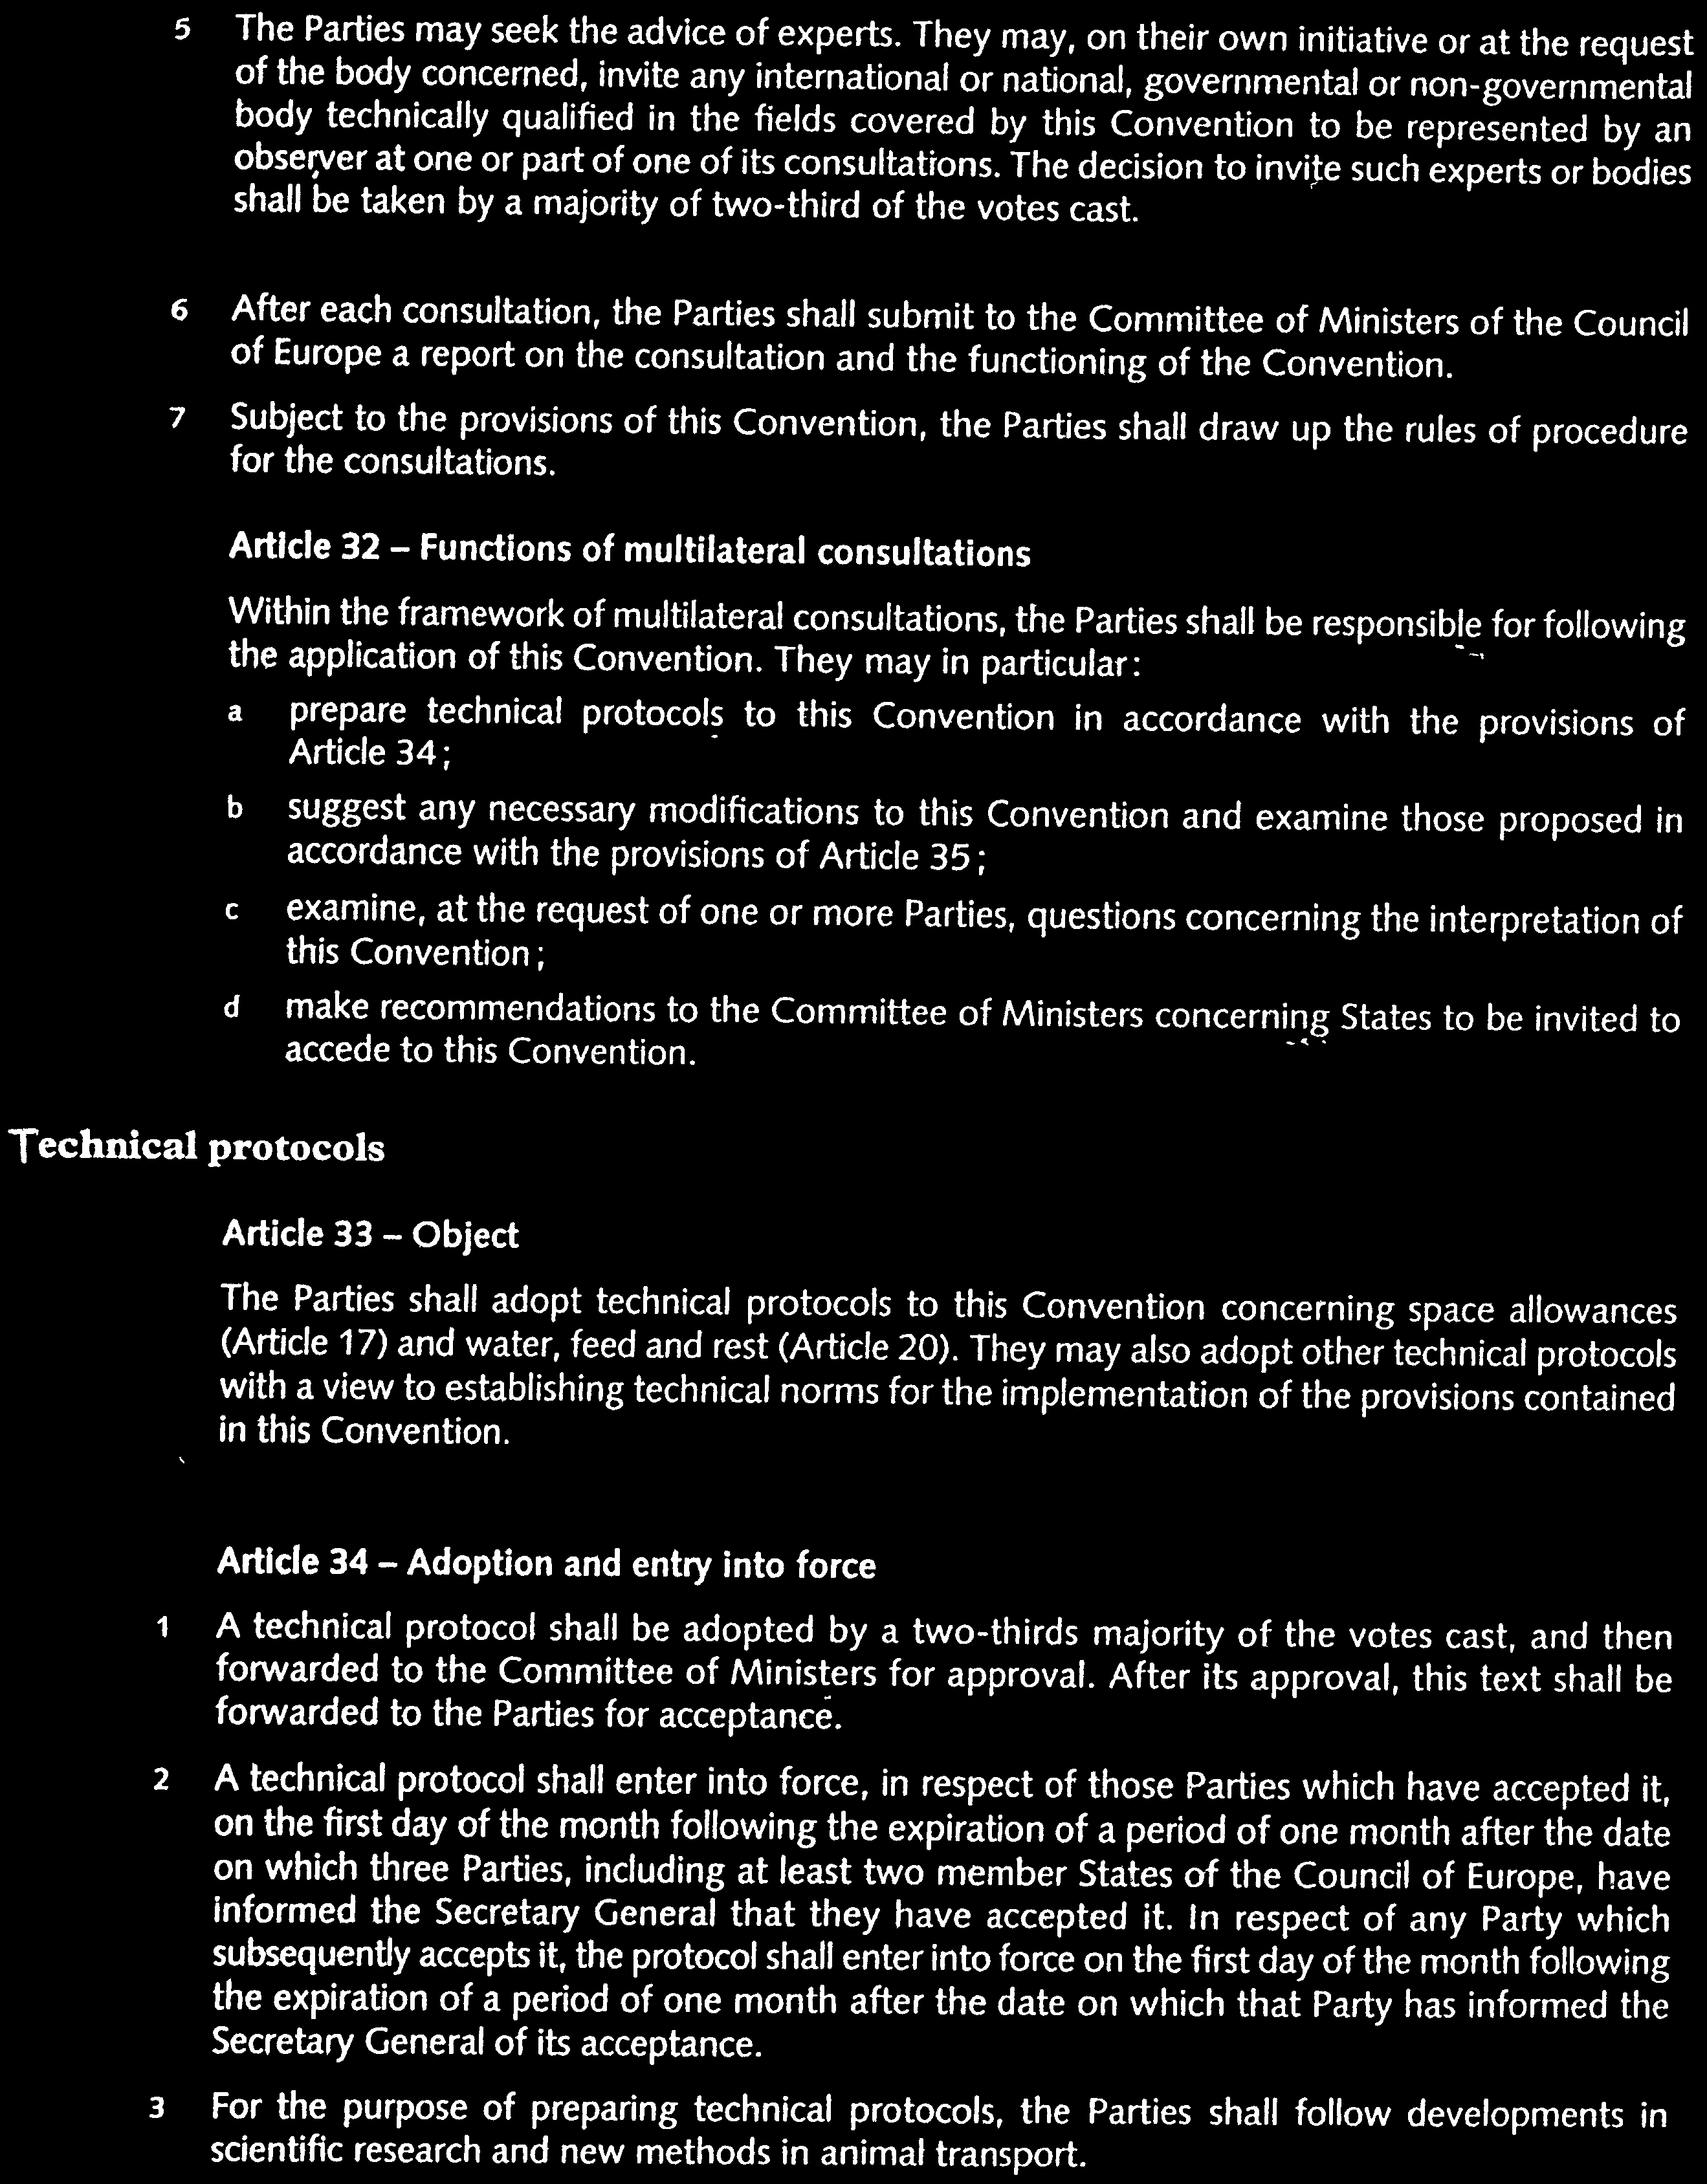 5 The Parties may seek the advice of experts. They may, on their own initiative or at the request
of the body concerned, invite any international or national, governmental or non-governmental
body technically qualified in the fields covered by this Convention to be represented by an
observer at one or part of one of its consultations. The decision to invite such experts or bodies
shall be taken by a majority of two-third of the votes cast.
6 After each consultation, the Parties shall submit to the Committee of Ministers of the Council
of Europe a report on the consultation and the functioning of the Convention.
7 Subject to the provisions of this Convention, the Parties shall draw up the rules of procedure
for the consultations.
Article 32 – Functions of multilateral consultations
Within the framework of multilateral consultations, the Parties shall be responsible for following
the application of this Convention. They may in particular:
a prepare technical protocols to this Convention in accordance with the provisions of
Article 34;
b suggest any necessary modifications to this Convention and examine those proposed in
accordance with the provisions of Article 35;
c examine, at the request of one or more Parties, questions concerning the interpretation of
this Convention;
d make recommendations to the Committee of Ministers concerning States to be invited to
accede to this Convention.
Technical protocols
Article 33 – Object
The Parties shall adopt technical protocols to this Convention concerning space allowances
(Article 17) and water, feed and rest (Article 20). They may also adopt other technical protocols
with a view to establishing technical norms for the implementation of the provisions contained
in this Convention.
Article 34 – Adoption and entry into force
1 A technical protocol shall be adopted by a two-thirds majority of the votes cast, and then
forwarded to the Committee of Ministers for approval. After its approval, this text shall be
forwarded to the Parties for acceptance.
2 A technical protocol shall enter into force, in respect of those Parties which have accepted it,
on the first day of the month following the expiration of a period of one month after the date
on which three Parties, including at least two member States of the Council of Europe, have
informed the Secretary General that they have accepted it. In respect of any Party which
subsequently accepts it, the protocol shall enter into force on the first day of the month following
the expiration of a period of one month after the date on which that Party has informed the
Secretary General of its acceptance.
3 For the purpose of preparing technical protocols, the Parties shall follow developments in
scientific research and new methods in animal transport.